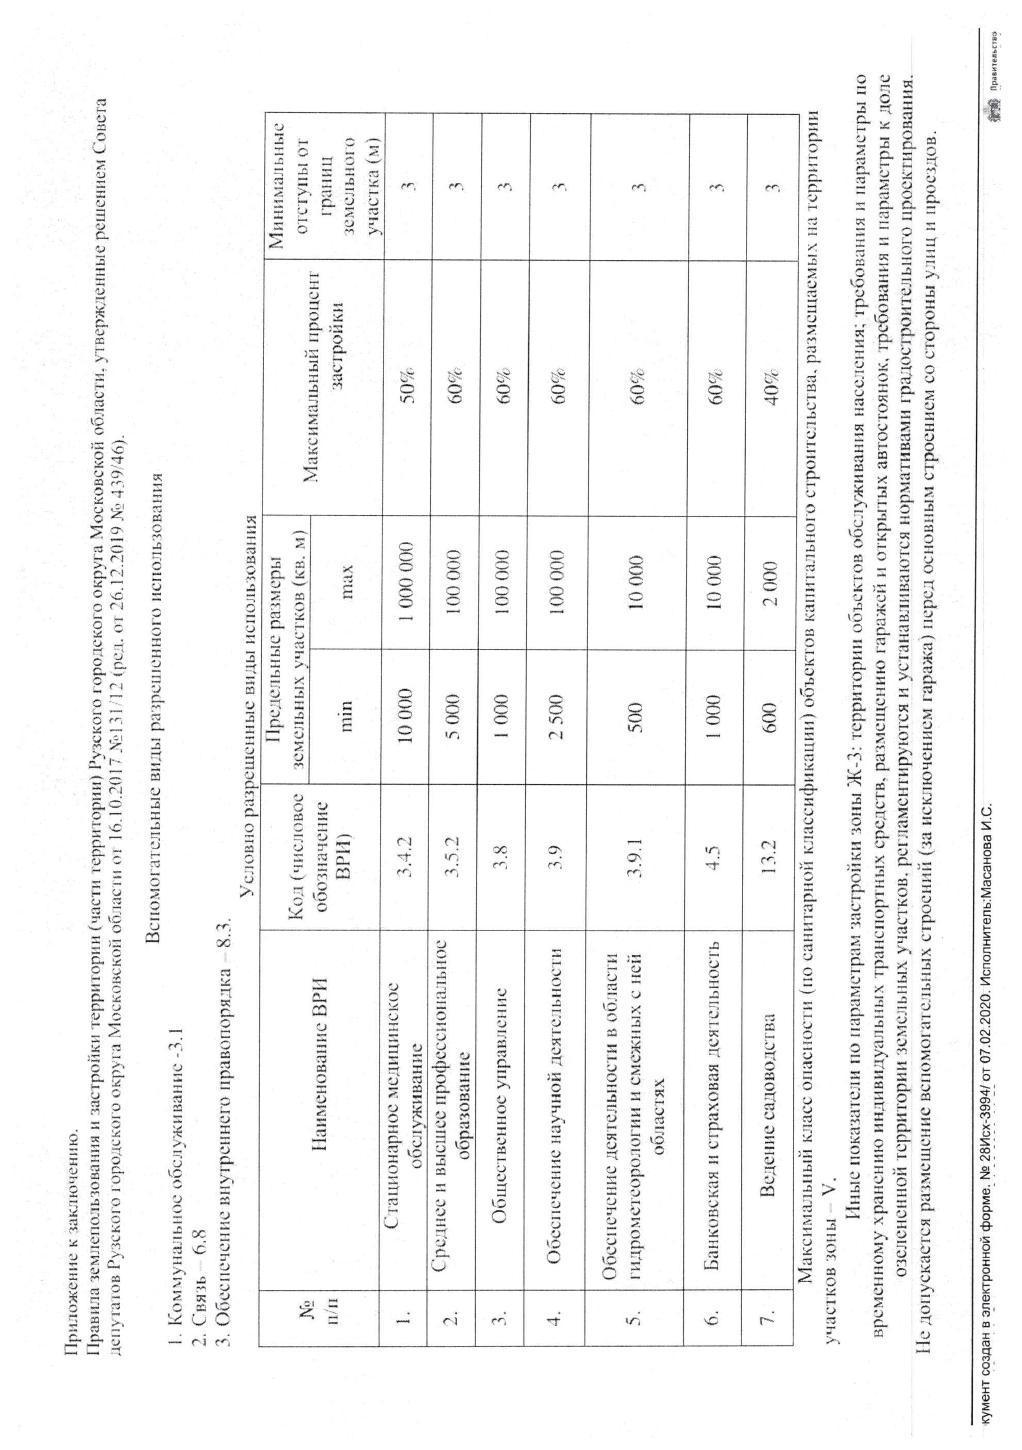 Приложение к заключению.
Правила землепользования и застройки территории (части территории) Рузского городского округа Московской области, утвержденные решением Совета
депутатов Рузского городского округа Московской области от 16.10.2017 №131/12 (ред. от 26.12.2019 № 439/46).
Вспомогательные виды разрешенного использования
1. Коммунальное обслуживание -3.1
2. Связь – 6.8
3. Обеспечение внутреннего правопорядка – 8.3.
Условно разрешенные виды использования
№ п/п | Наименование ВРИ | Код (числовое обозначение ВРИ) | Предельные размеры земельных участков (кв. м) | Максимальный процент застройки | Минимальные отступы от границ земельного участка (м)
min | max
1. | Стационарное медицинское обслуживание | 3.4.2 | 10 000 | 1 000 000 | 50% | 3
2. | Среднее и высшее профессиональное образование | 3.5.2 | 5 000 | 100 000 | 60% | 3
3. | Общественное управление | 3.8 | 1 000 | 100 000 | 60% | 3
4. | Обеспечение научной деятельности | 3.9 | 2 500 | 100 000 | 60% | 3
5. | Обеспечение деятельности в области гидрометеорологии и смежных с ней областях | 3.9.1 | 500 | 10 000 | 60% | 3
6. | Банковская и страховая деятельность | 4.5 | 1 000 | 10 000 | 60% | 3
7. | Ведение садоводства | 13.2 | 600 | 2 000 | 40% | 3
Максимальный класс опасности (по санитарной классификации) объектов капитального строительства, размещаемых на территории
участков зоны – V.
Иные показатели по параметрам застройки зоны Ж-3: территории объектов обслуживания населения; требования и параметры по
временному хранению индивидуальных транспортных средств, размещению гаражей и открытых автостоянок, требования и параметры к доле
озелененной территории земельных участков, регламентируются и устанавливаются нормативами градостроительного проектирования.
Не допускается размещение вспомогательных строений (за исключением гаража) перед основным строением со стороны улиц и проездов.
кумент создан в электронной форме. № 28Исх-3994/ от 07.02.2020. Исполнитель:Масанова И.С.
Правительство